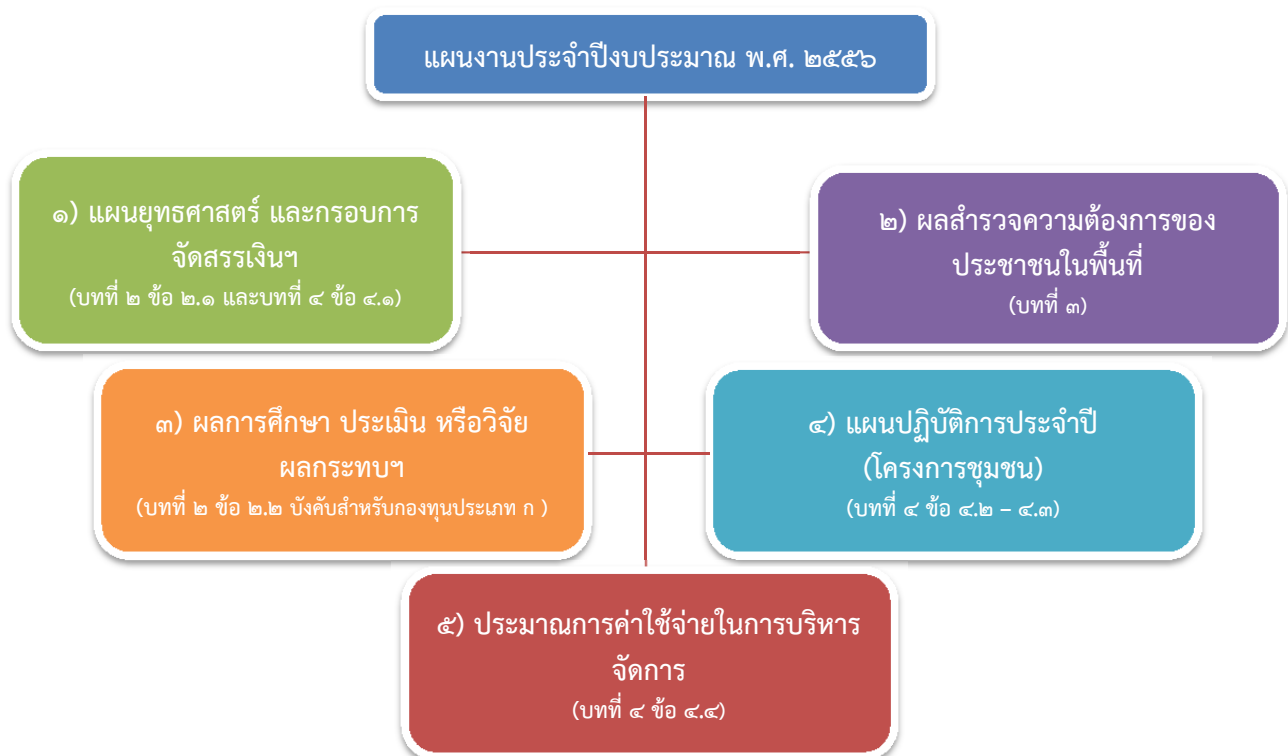 แผนงานประจำปีงบประมาณ พ.ศ. ๒๕๕๖
๑) แผนยุทธศาสตร์ และกรอบการ
จัดสรรเงินฯ
(บทที่ ๒ ข้อ ๒.๑ และบทที่ ๔ ข้อ ๔.๑)
๒) ผลสำรวจความต้องการของ
ประชาชนในพื้นที่
(บทที่ ๓)
๓) ผลการศึกษา ประเมิน หรือวิจัย
ผลกระทบฯ
(บทที่ ๒ ข้อ ๒.๒ บังคับสำหรับกองทุนประเภท ก )
๔) แผนปฏิบัติการประจำปี
(โครงการชุมชน)
(บทที่ ๔ ข้อ ๔.๒ – ๔.๓)
๕) ประมาณการค่าใช้จ่ายในการบริหาร
จัดการ
(บทที่ ๔ ข้อ ๔.๔)